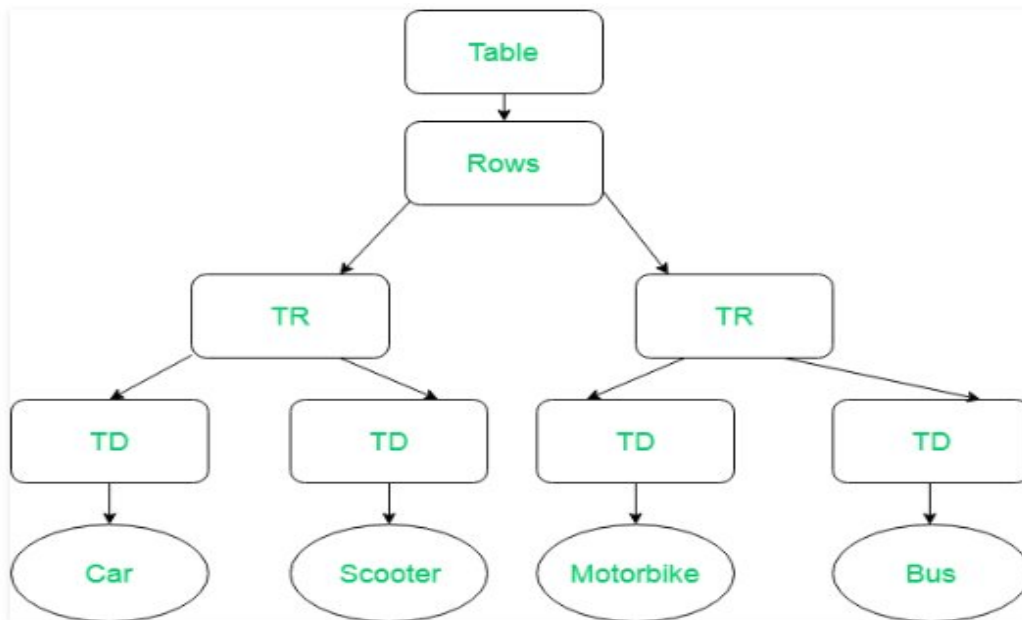 Table
Rows
TR
TR
TD
TD
TD
TD
Car
Scooter
Motorbike
Bus